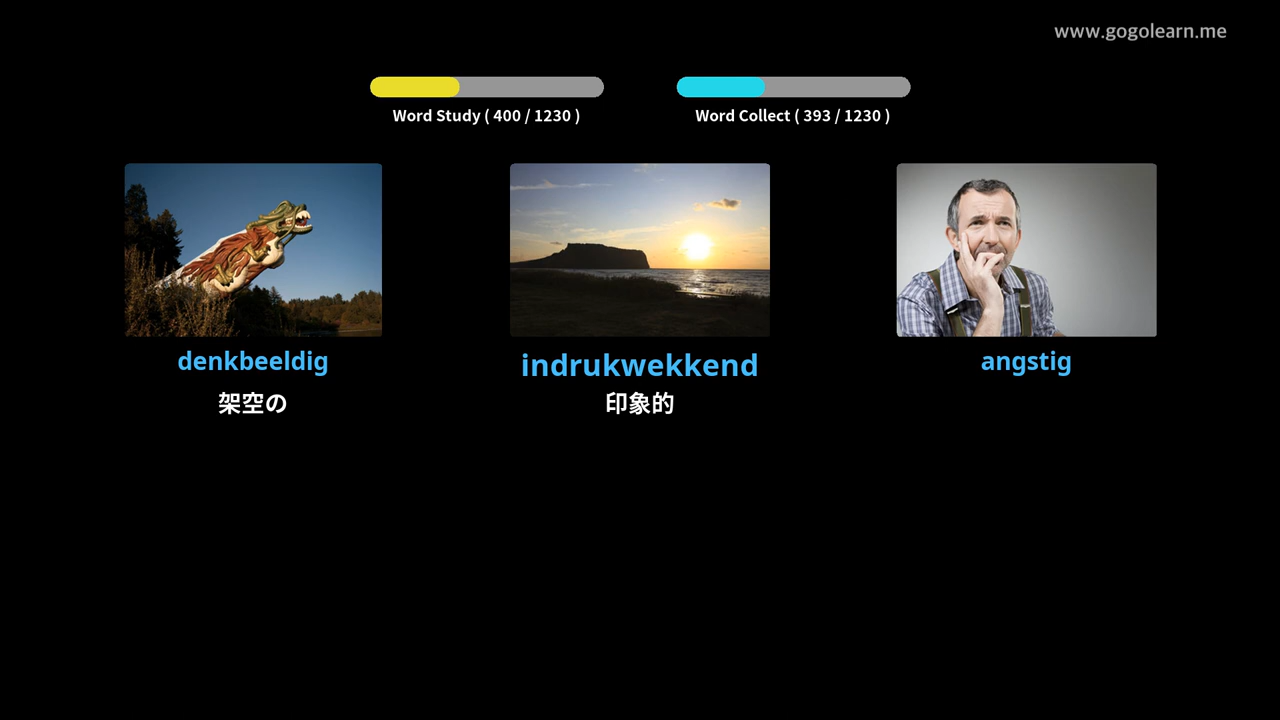 www.gogolearn.me
Word Study ( 400 / 1230 )
Word Collect ( 393 / 1230 )
denkbeeldig
indrukwekkend
angstig
架空の
印象的